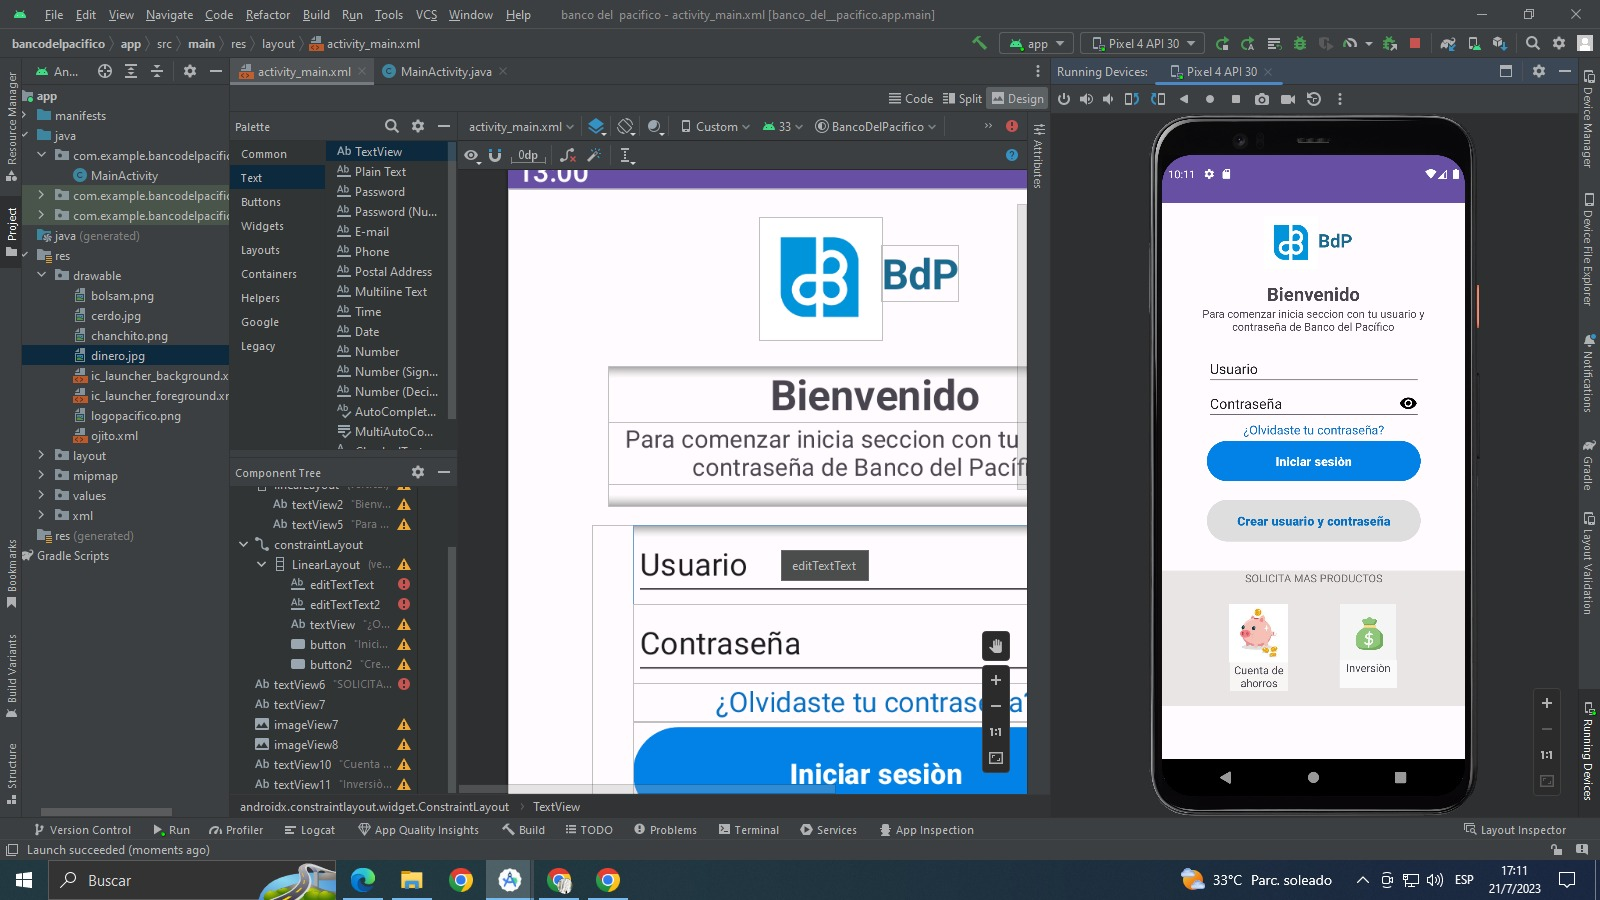 File Edit View Navigate Code Refactor Build Run Tools VCS Window Help banco del pacifico - activity_main.xml [banco_del__pacifico.app.main]
bancodelpacifico app src main res layout activity_main.xml app Pixel 4 API 30
An... activity_main.xml MainActivity.java Running Devices: Pixel 4 API 30
Code Split Design
Resource Manager
Project
Bookmarks
Build Variants
Structure
app
manifests
java
com.example.bancodelpacific
MainActivity
com.example.bancodelpacific
com.example.bancodelpacific
java (generated)
res
drawable
bolsam.png
cerdo.jpg
chanchito.png
dinero.jpg
ic_launcher_background.x
ic_launcher_foreground.xm
logopacifico.png
ojito.xml
layout
mipmap
values
xml
res (generated)
Gradle Scripts
Palette
Common
Text
Buttons
Widgets
Layouts
Containers
Helpers
Google
Legacy
Ab TextView
Ab Plain Text
Ab Password
Ab Password (Nu...
Ab E-mail
Ab Phone
Ab Postal Address
Ab Multiline Text
Ab Time
Ab Date
Ab Number
Ab Number (Sign...
Ab Number (Deci...
Ab AutoComplet...
MultiAutoCo...
Component Tree
linearLayout
Ab textView2 "Bienv...
Ab textView5 "Para ...
constraintLayout
LinearLayout (ve...
Ab editTextText
Ab editTextText2
Ab textView "¿O...
button "Inici...
button2 "Cre...
Ab textView6 "SOLICITA...
Ab textView7
imageView7
imageView8
Ab textView10 "Cuenta ...
Ab textView11 "Inversiò...
activity_main.xml Custom 33 BancoDelPacifico »
0dp
13:00
BdP
Bienvenido
Para comenzar inicia seccion con tu
contraseña de Banco del Pacífi
Usuario editTextText
Contraseña
¿Olvidaste tu contraseña?
Iniciar sesiòn
1:1
Attributes
androidx.constraintlayout.widget.ConstraintLayout TextView
10:11
BdP
Bienvenido
Para comenzar inicia seccion con tu usuario y
contraseña de Banco del Pacífico
Usuario
Contraseña
¿Olvidaste tu contraseña?
Iniciar sesiòn
Crear usuario y contraseña
SOLICITA MAS PRODUCTOS
Cuenta de
ahorros
Inversiòn
1:1
Device Manager
Device File Explorer
Notifications
Gradle
Layout Validation
Running Devices
Version Control Run Profiler Logcat App Quality Insights Build TODO Problems Terminal Services App Inspection Layout Inspector
Launch succeeded (moments ago)
Buscar 33°C Parc. soleado ESP 17:11
21/7/2023